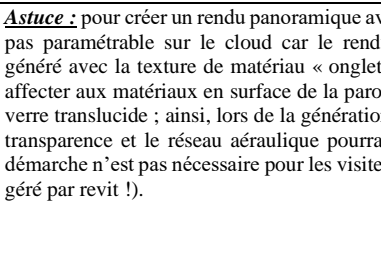 Astuce : pour créer un rendu panoramique av
pas paramétrable sur le cloud car le rend
généré avec la texture de matériau « onglet
affecter aux matériaux en surface de la paro
verre translucide ; ainsi, lors de la génératio
transparence et le réseau aéraulique pourra
démarche n’est pas nécessaire pour les visite
géré par revit !).